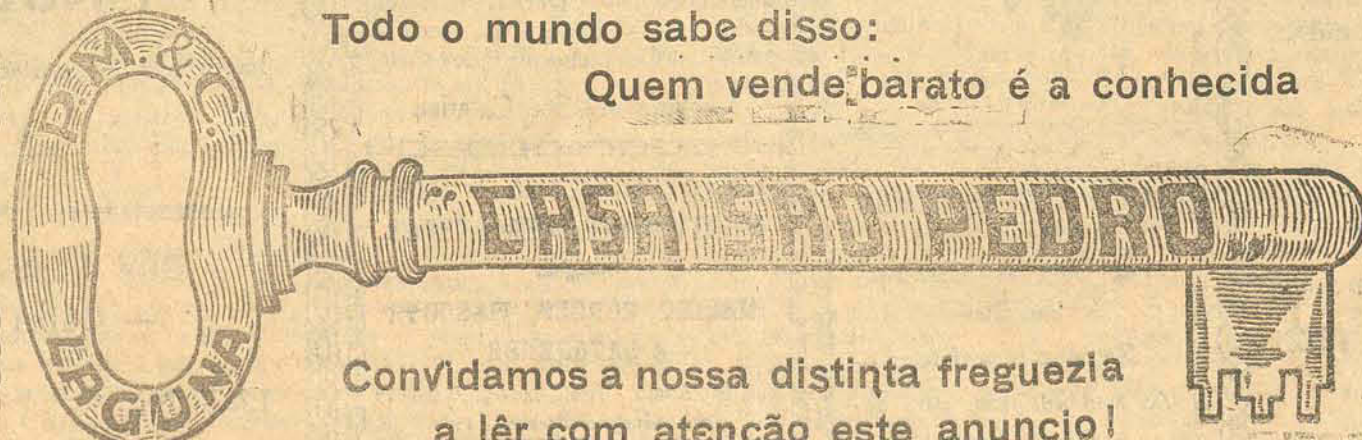 Todo o mundo sabe disso:
Quem vende barato é a conhecida
P.M. & C.
LAGUNA
"CASA SAO PEDRO"
Convidamos a nossa distinta freguezia
a lêr com atenção este anuncio!